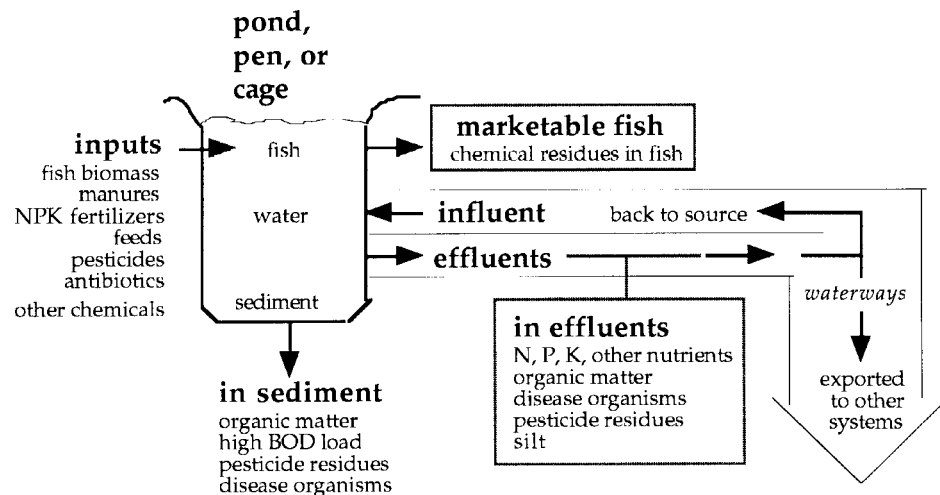 pond,
pen, or
cage
inputs
fish biomass
manures
NPK fertilizers
feeds
pesticides
antibiotics
other chemicals
fish
water
sediment
marketable fish
chemical residues in fish
influent
back to source
effluents
waterways
in effluents
N, P, K, other nutrients
organic matter
disease organisms
pesticide residues
silt
exported
to other
systems
in sediment
organic matter
high BOD load
pesticide residues
disease organisms